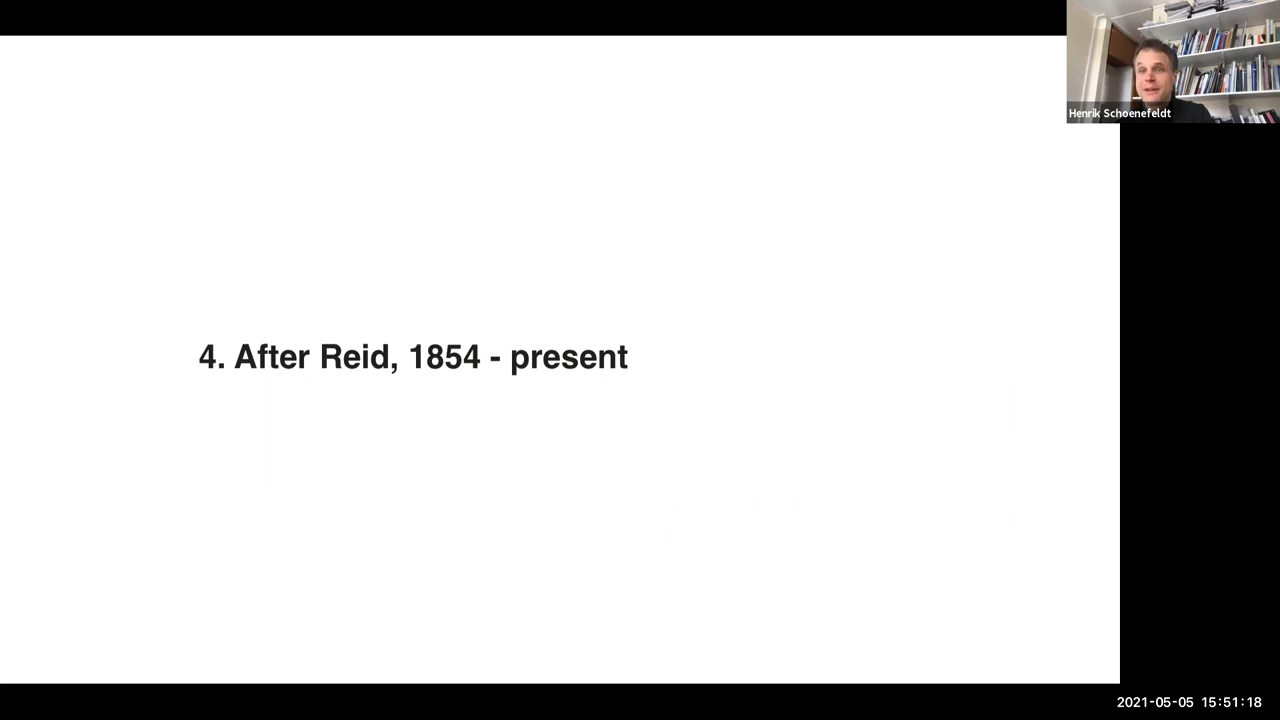 Henrik Schoenefeldt
4. After Reid, 1854 - present
2021-05-05 15:51:18